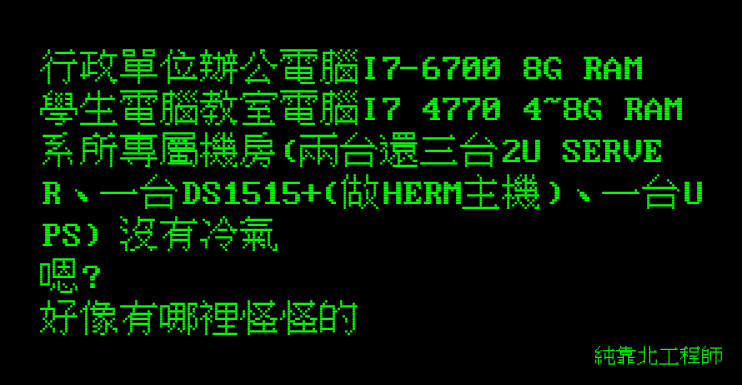 行政單位辦公電腦I7-6700 8G RAM
學生電腦教室電腦I7 4770 4~8G RAM
系所專屬機房(兩台還三台2U SERVE
R、一台DS1515+(做HERM主機)、一台U
PS) 沒有冷氣
嗯?
好像有哪裡怪怪的
純靠北工程師